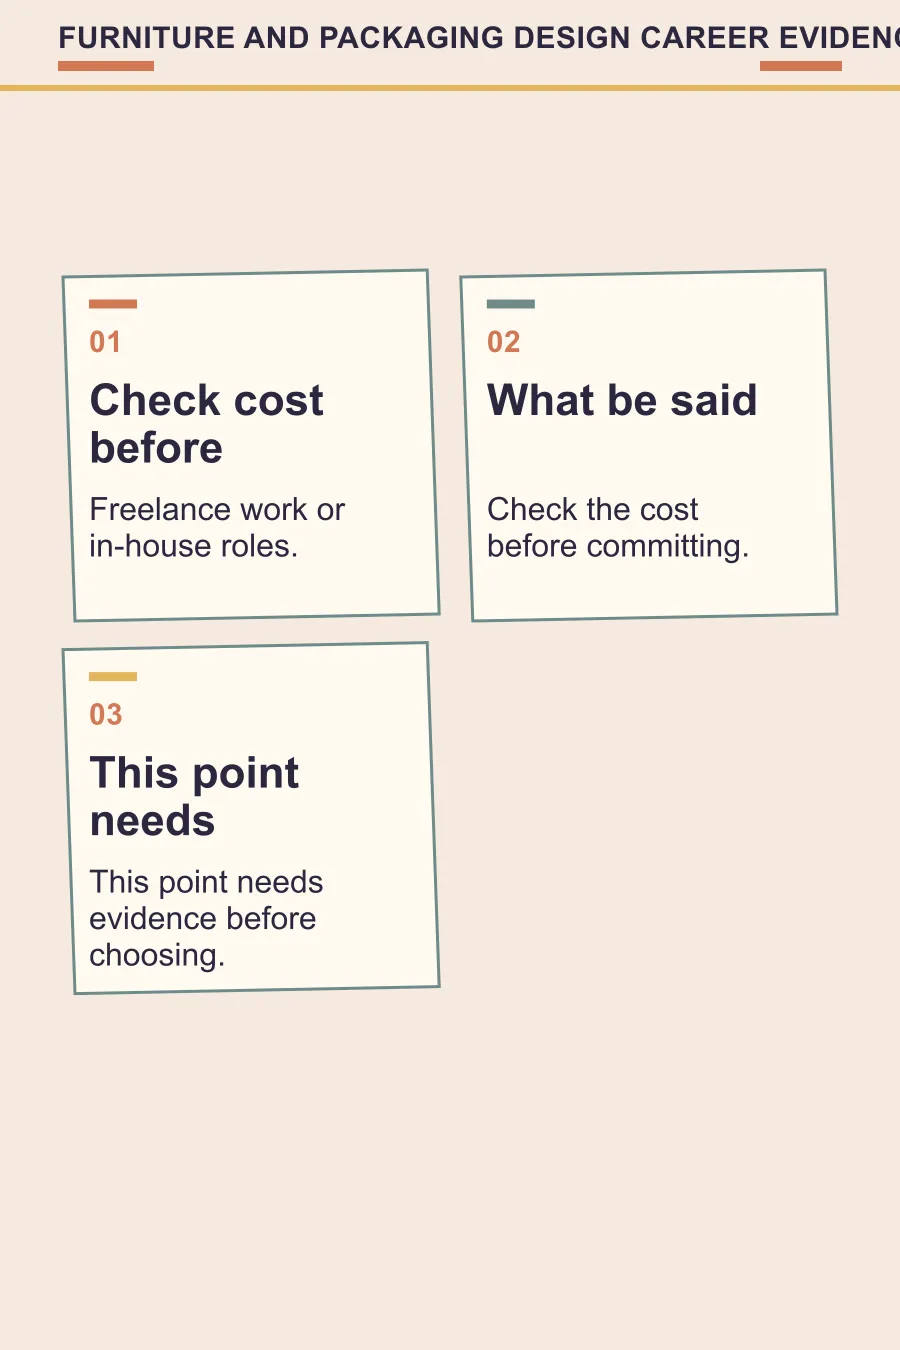 FURNITURE AND PACKAGING DESIGN CAREER
01
Check cost
before
Freelance work or
in-house roles.
02
What be said
Check the cost
before committing.
03
This point
needs
This point needs
evidence before
choosing.